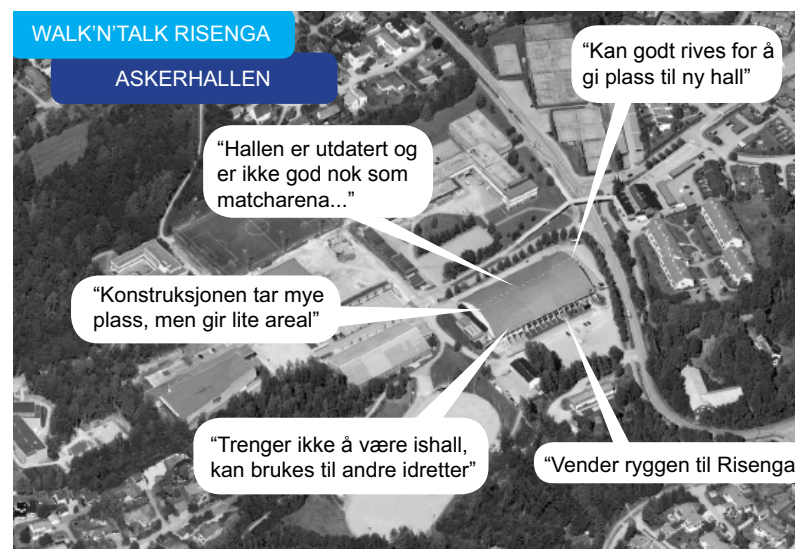 WALK’N’TALK RISENGA
ASKERHALLEN
“Kan godt rives for å
gi plass til ny hall”
“Hallen er utdatert og
er ikke god nok som
matcharena...”
“Konstruksjonen tar mye
plass, men gir lite areal”
“Trenger ikke å være ishall,
kan brukes til andre idretter”
“Vender ryggen til Risenga